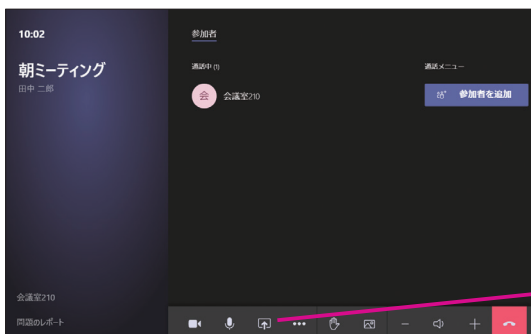 10:02
朝ミーティング
田中 二郎
参加者
通話中 (1)
会
会議室210
通話メニュー
参加者を追加
会議室210
問題のレポート